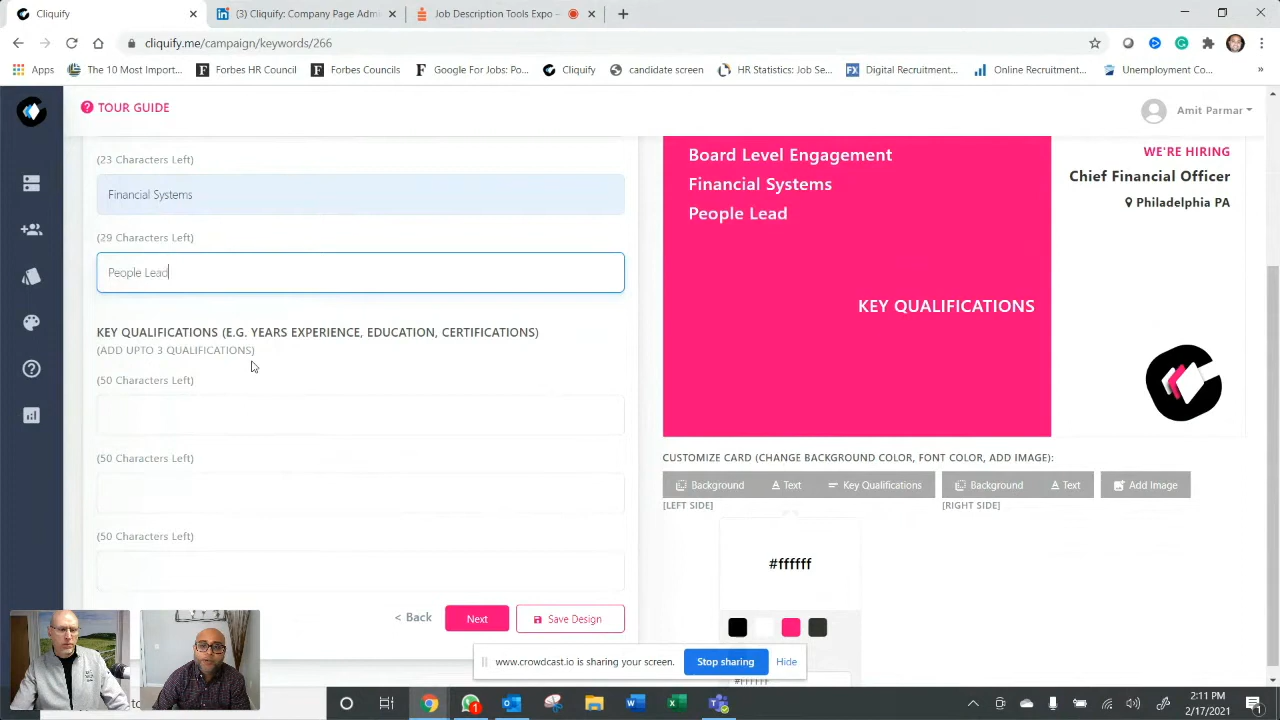 Cliquify
(3) Cliquify: Company Page Adm
Job Description Tools Expo -
cliquify.me/campaign/keywords/266
Apps
The 10 Most Import...
Forbes HR Council
Forbes Councils
Google For Jobs,...
Cliquify
candidate screen
HR Statistics: Job Se...
Digital Recruitment...
Online Recruitment...
Unemployment Co...
TOUR GUIDE
Amit Parmar
(23 Characters Left)
Financial Systems
(29 Characters Left)
People Lead
KEY QUALIFICATIONS (E.G. YEARS EXPERIENCE, EDUCATION, CERTIFICATIONS)
(ADD UPTO 3 QUALIFICATIONS)
(50 Characters Left)
(50 Characters Left)
(50 Characters Left)
< Back
Next
Save Design
Board Level Engagement
Financial Systems
People Lead
KEY QUALIFICATIONS
WE'RE HIRING
Chief Financial Officer
Philadelphia PA
CUSTOMIZE CARD (CHANGE BACKGROUND COLOR, FONT COLOR, ADD IMAGE):
Background
Text
Key Qualifications
Background
Text
Add Image
[LEFT SIDE]
[RIGHT SIDE]
#ffffff
www.crowdcast.io is sharing your screen.
Stop sharing
Hide
#ffffff
to
2:11 PM
2/17/2021